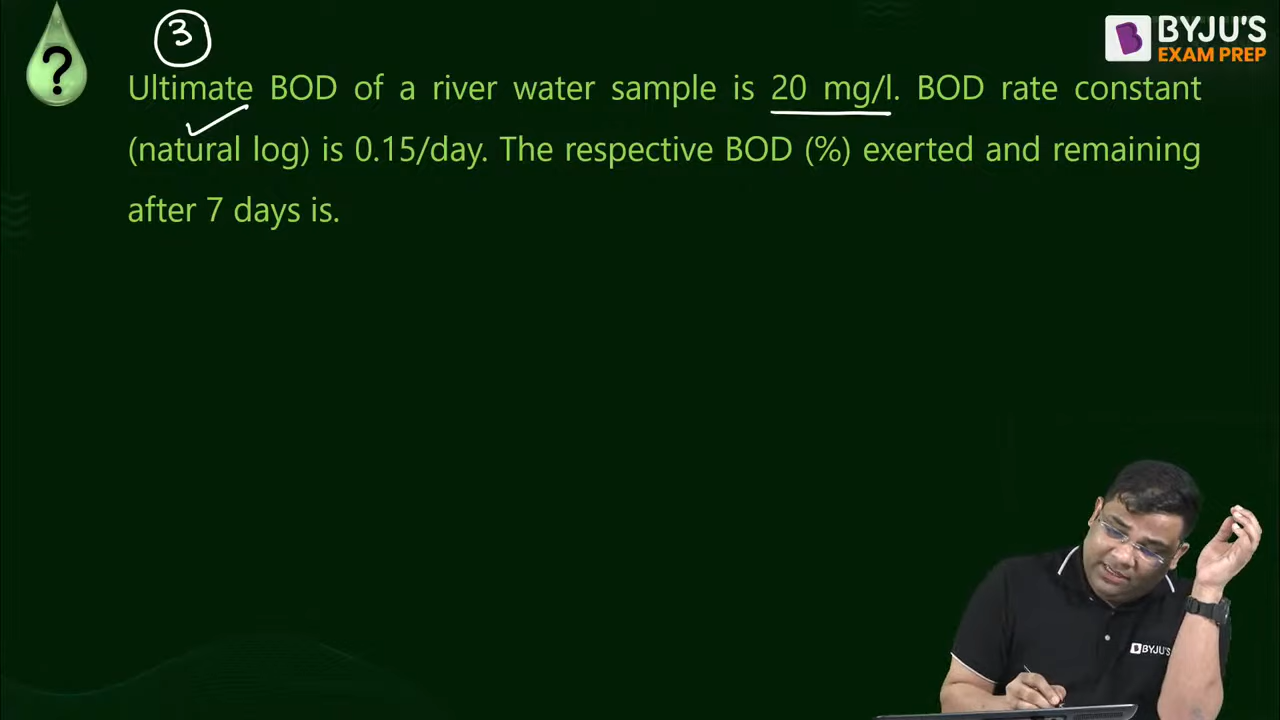 3
BYJU'S
EXAM PREP
?
Ultimate BOD of a river water sample is 20 mg/l. BOD rate constant
(natural log) is 0.15/day. The respective BOD (%) exerted and remaining
after 7 days is.
BYJU'S